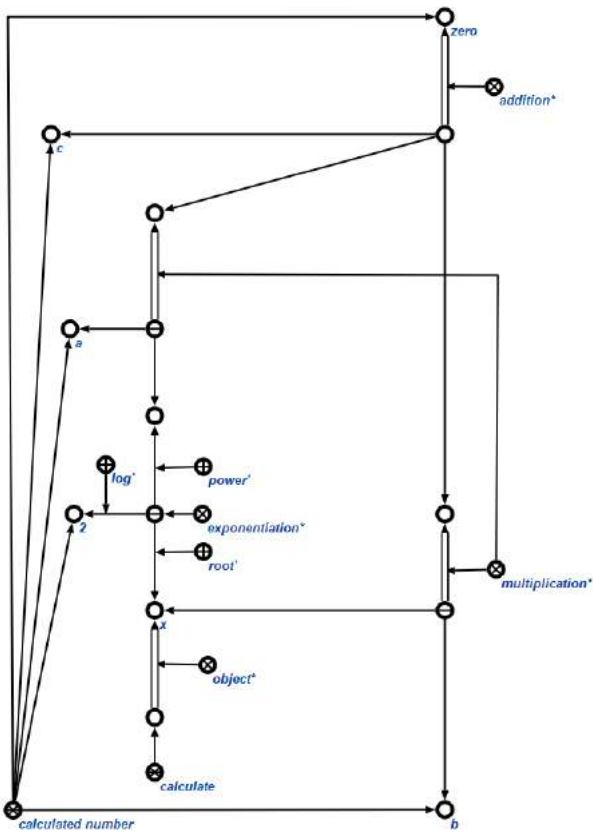 zero
addition*
c
a
log'
power'
2
exponentiation*
root'
multiplication*
x
object*
calculate
calculated number
b